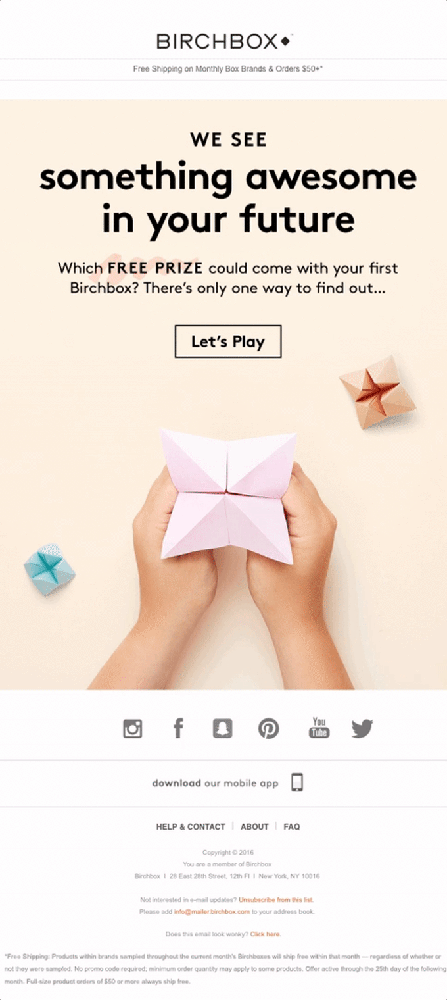 BIRCHBOX
Free Shipping on Monthly Box Brands & Orders $50+*
WE SEE
something awesome
in your future
Which FREE PRIZE could come with your first
Birchbox? There's only one way to find out...
Let's Play
You
Tube
download our mobile app
HELP & CONTACT | ABOUT | FAQ
Copyright © 2016
You are a member of Birchbox
Birchbox | 28 East 28th Street, 12th Fl | New York, NY 10016
Not interested in e-mail updates? Unsubscribe from this list.
Please add info@mailer.birchbox.com to your address book.
Does this email look wonky? Click here.
*Free Shipping: Products within brands sampled throughout the current month's Birchboxes will ship free within that month — regardless of whether or
not they were sampled. No promo code required; minimum order quantity may apply to some products. Offer active through the 25th day of the following
month. Full-size product orders of $50 or more always ship free.